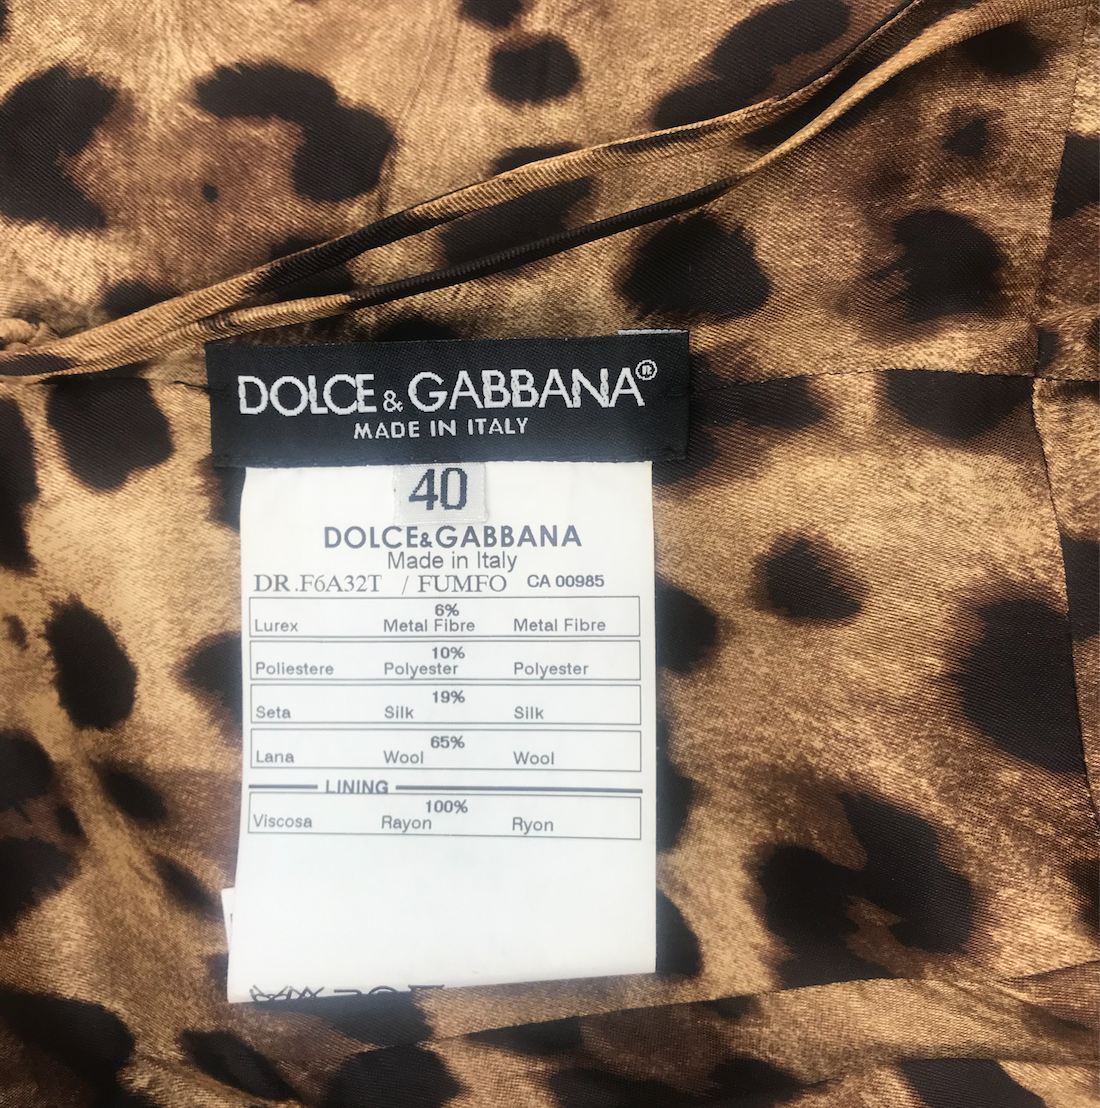 DOLCE & GABBANA®
MADE IN ITALY
40
DOLCE&GABBANA
Made in Italy
DR.F6A32T / FUMFO CA 00985
6%
Lurex Metal Fibre Metal Fibre
10%
Poliestere Polyester Polyester
19%
Seta Silk Silk
65%
Lana Wool Wool
LINING
100%
Viscosa Rayon Ryon